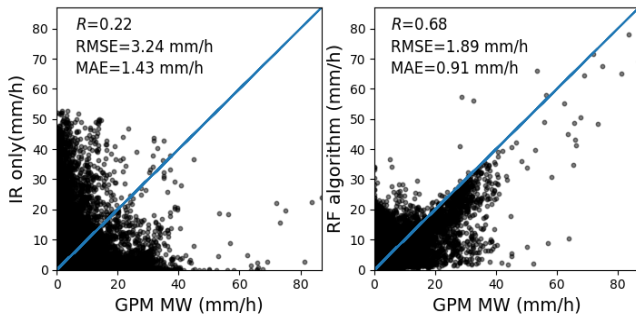 R=0.22
RMSE=3.24 mm/h
MAE=1.43 mm/h
IR only(mm/h)
80
70
60
50
40
30
20
10
0
0 20 40 60 80
GPM MW (mm/h)
R=0.68
RMSE=1.89 mm/h
MAE=0.91 mm/h
RF algorithm (mm/h)
80
70
60
50
40
30
20
10
0
0 20 40 60 80
GPM MW (mm/h)